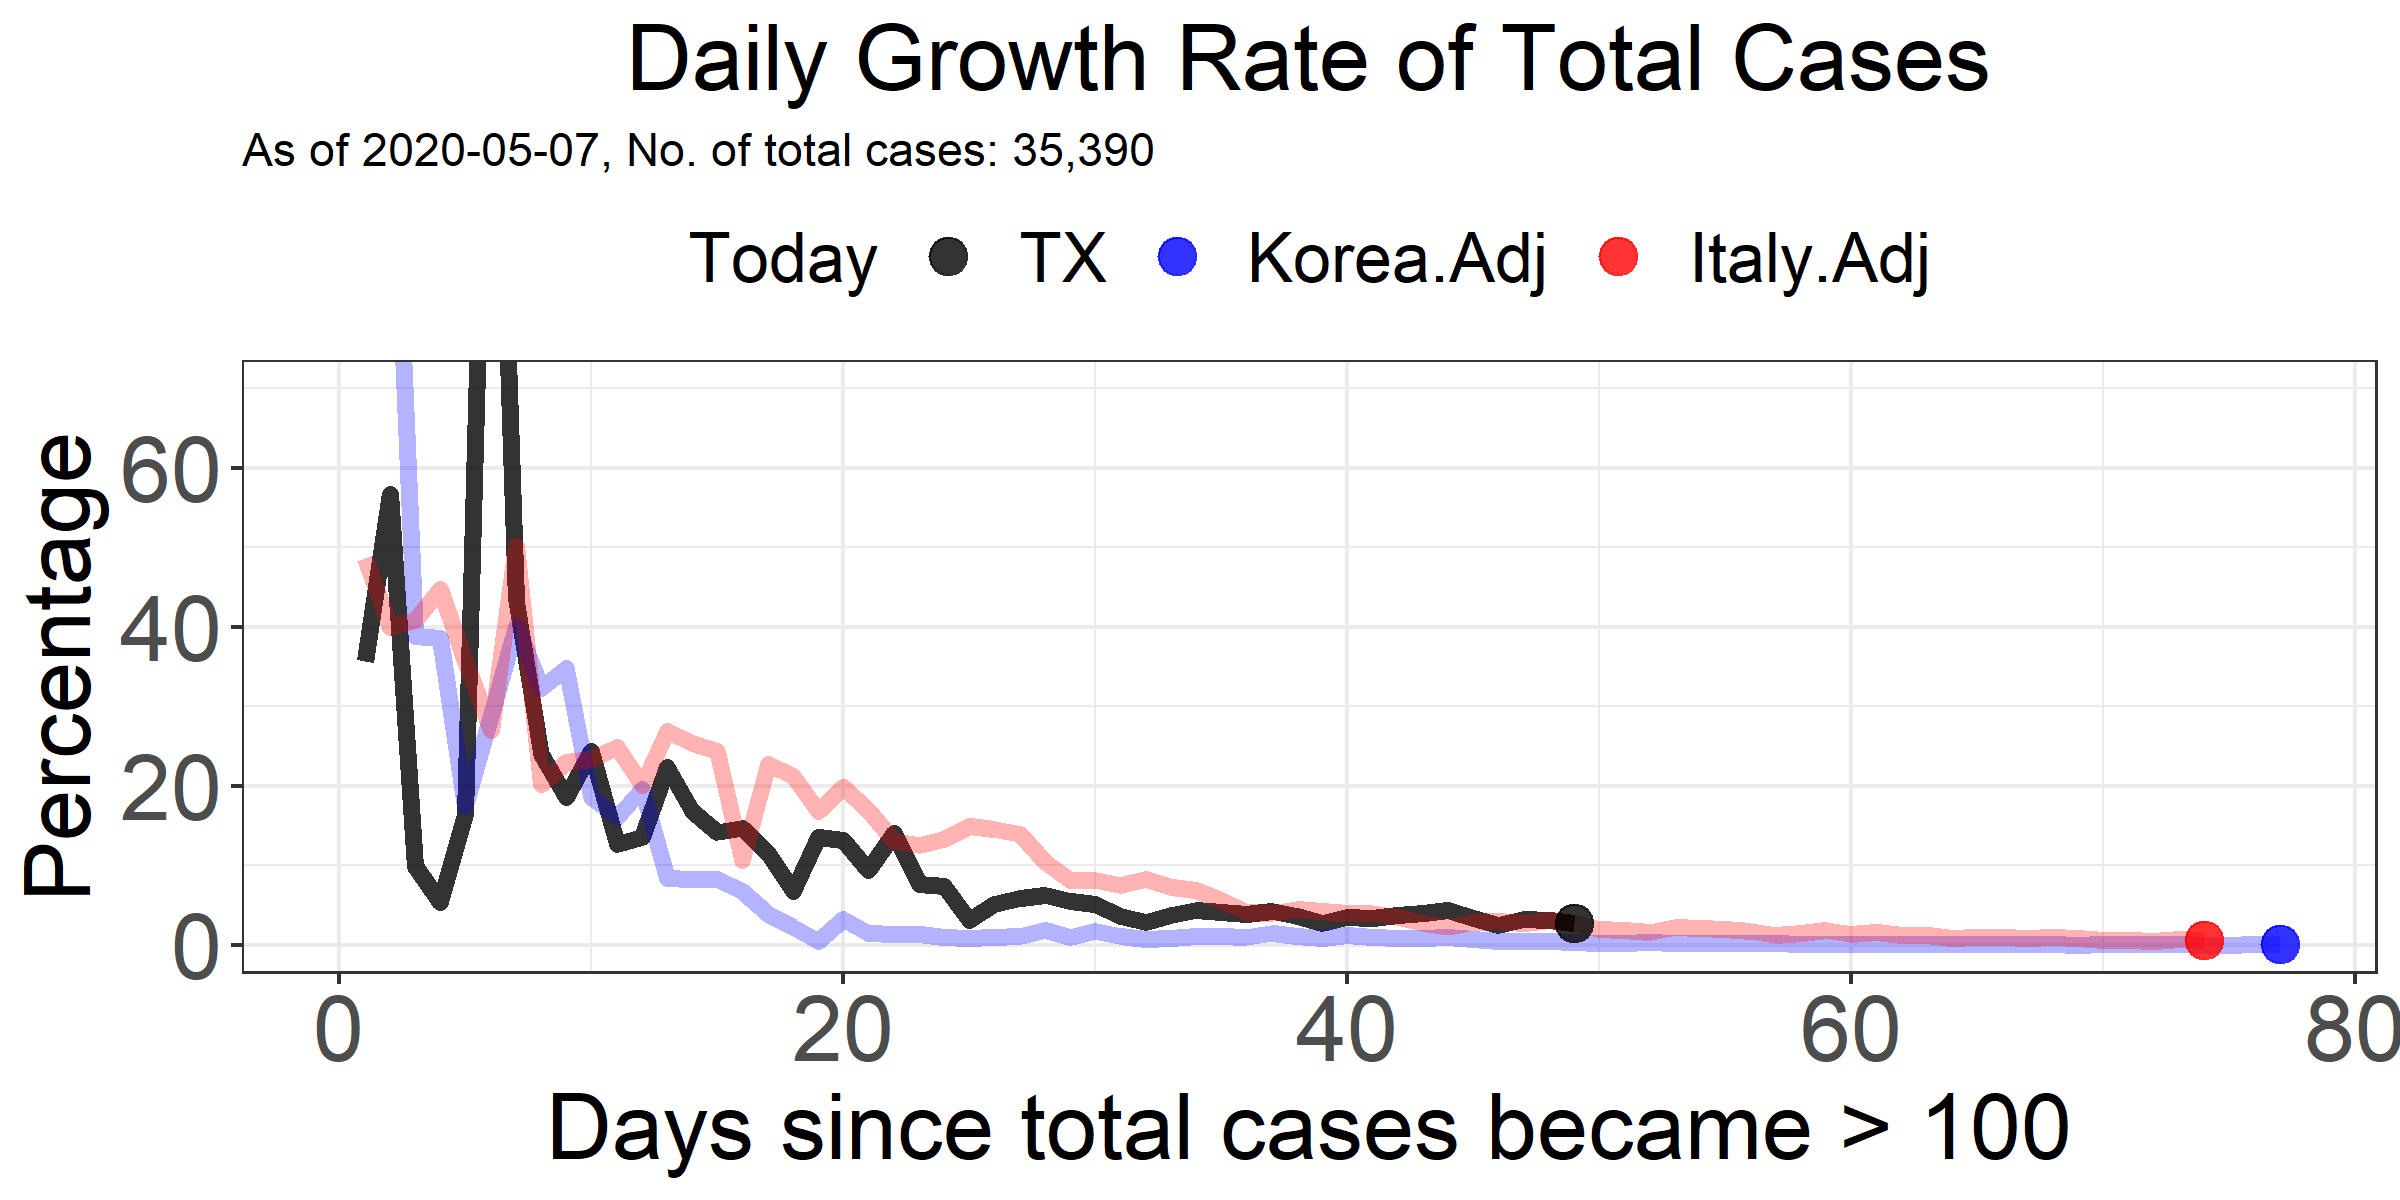 Daily Growth Rate of Total Cases
As of 2020-05-07, No. of total cases: 35,390
Today TX Korea.Adj Italy.Adj
Percentage
60
40
20
0
0 20 40 60 80
Days since total cases became > 100